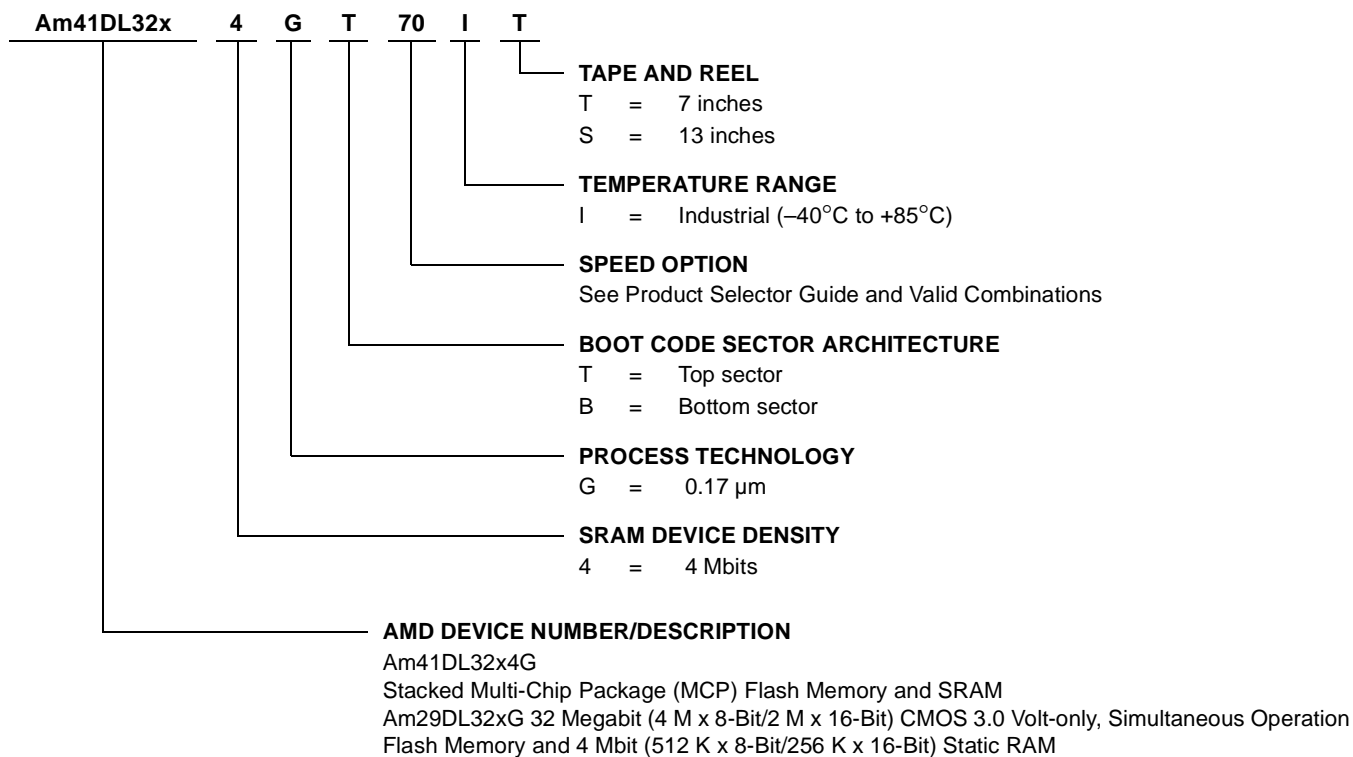 Am41DL32x 4 G T 70 I T
TAPE AND REEL
T = 7 inches
S = 13 inches
TEMPERATURE RANGE
I = Industrial (–40°C to +85°C)
SPEED OPTION
See Product Selector Guide and Valid Combinations
BOOT CODE SECTOR ARCHITECTURE
T = Top sector
B = Bottom sector
PROCESS TECHNOLOGY
G = 0.17 µm
SRAM DEVICE DENSITY
4 = 4 Mbits
AMD DEVICE NUMBER/DESCRIPTION
Am41DL32x4G
Stacked Multi-Chip Package (MCP) Flash Memory and SRAM
Am29DL32xG 32 Megabit (4 M x 8-Bit/2 M x 16-Bit) CMOS 3.0 Volt-only, Simultaneous Operation
Flash Memory and 4 Mbit (512 K x 8-Bit/256 K x 16-Bit) Static RAM